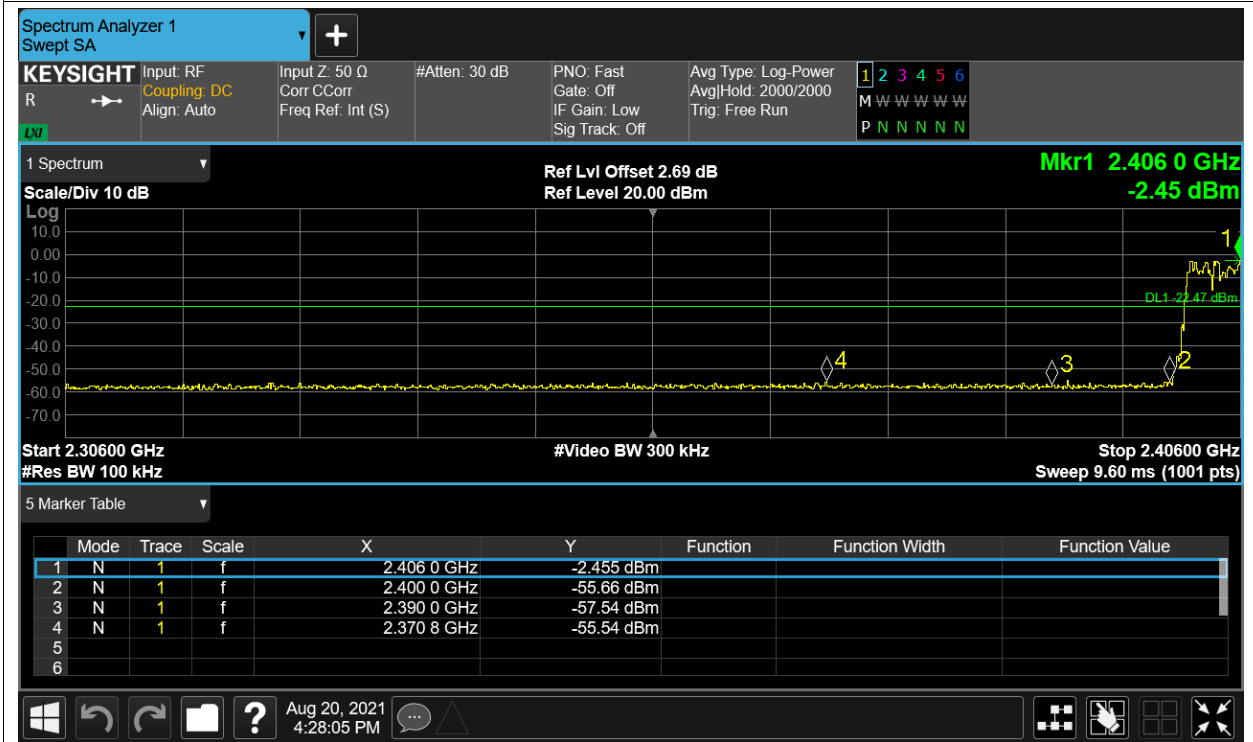 Spectrum Analyzer 1
Swept SA
+
KEYSIGHT
R
LXI
Input: RF
Coupling: DC
Align: Auto
Input Z: 50 Ω
Corr CCorr
Freq Ref: Int (S)
#Atten: 30 dB
PNO: Fast
Gate: Off
IF Gain: Low
Sig Track: Off
Avg Type: Log-Power
Avg|Hold: 2000/2000
Trig: Free Run
1 2 3 4 5 6
M W W W W W
P N N N N N
1 Spectrum
Scale/Div 10 dB
Ref Lvl Offset 2.69 dB
Ref Level 20.00 dBm
Mkr1 2.406 0 GHz
-2.45 dBm
Log
10.0
0.00
-10.0
-20.0
-30.0
-40.0
-50.0
-60.0
-70.0
1
DL1 -22.47 dBm
4
3
2
Start 2.30600 GHz
#Res BW 100 kHz
#Video BW 300 kHz
Stop 2.40600 GHz
Sweep 9.60 ms (1001 pts)
5 Marker Table
Mode Trace Scale X Y Function Function Width Function Value
1 N 1 f 2.406 0 GHz -2.455 dBm
2 N 1 f 2.400 0 GHz -55.66 dBm
3 N 1 f 2.390 0 GHz -57.54 dBm
4 N 1 f 2.370 8 GHz -55.54 dBm
5
6
?
Aug 20, 2021
4:28:05 PM